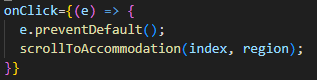 onClick={(e) => {
  e.preventDefault();
  scrollToAccommodation(index, region);
}}